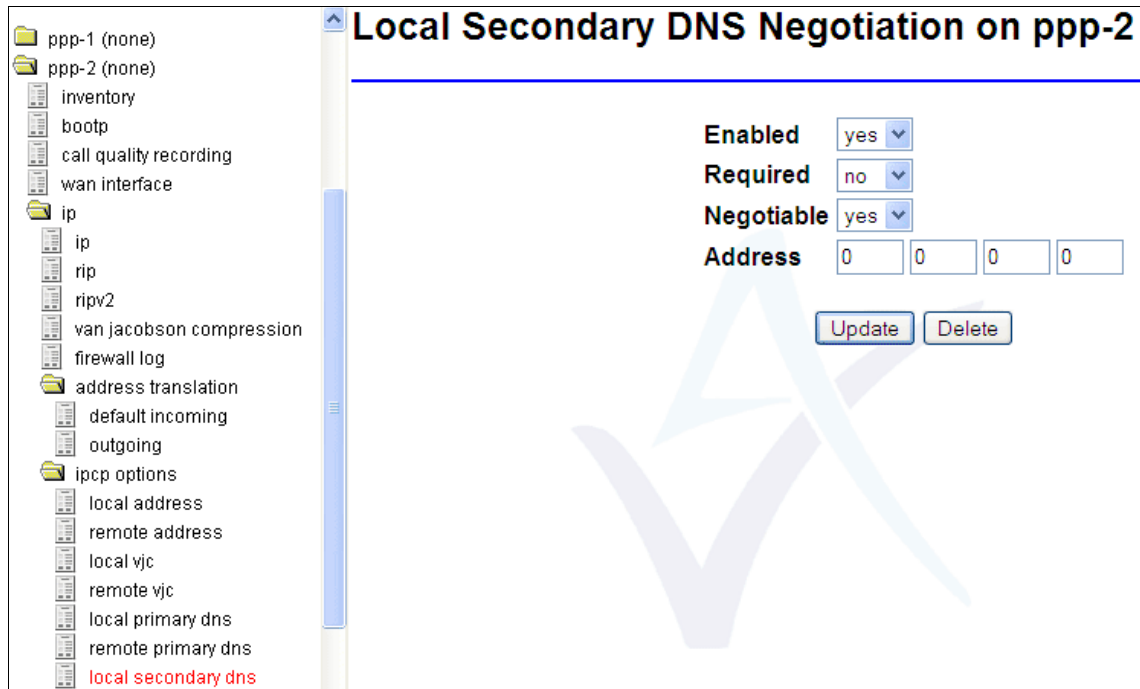 ppp-1 (none)
ppp-2 (none)
inventory
bootp
call quality recording
wan interface
ip
ip
rip
ripv2
van jacobson compression
firewall log
address translation
default incoming
outgoing
ipcp options
local address
remote address
local vjc
remote vjc
local primary dns
remote primary dns
local secondary dns
Local Secondary DNS Negotiation on ppp-2
Enabled yes
Required no
Negotiable yes
Address 0 0 0 0
Update Delete